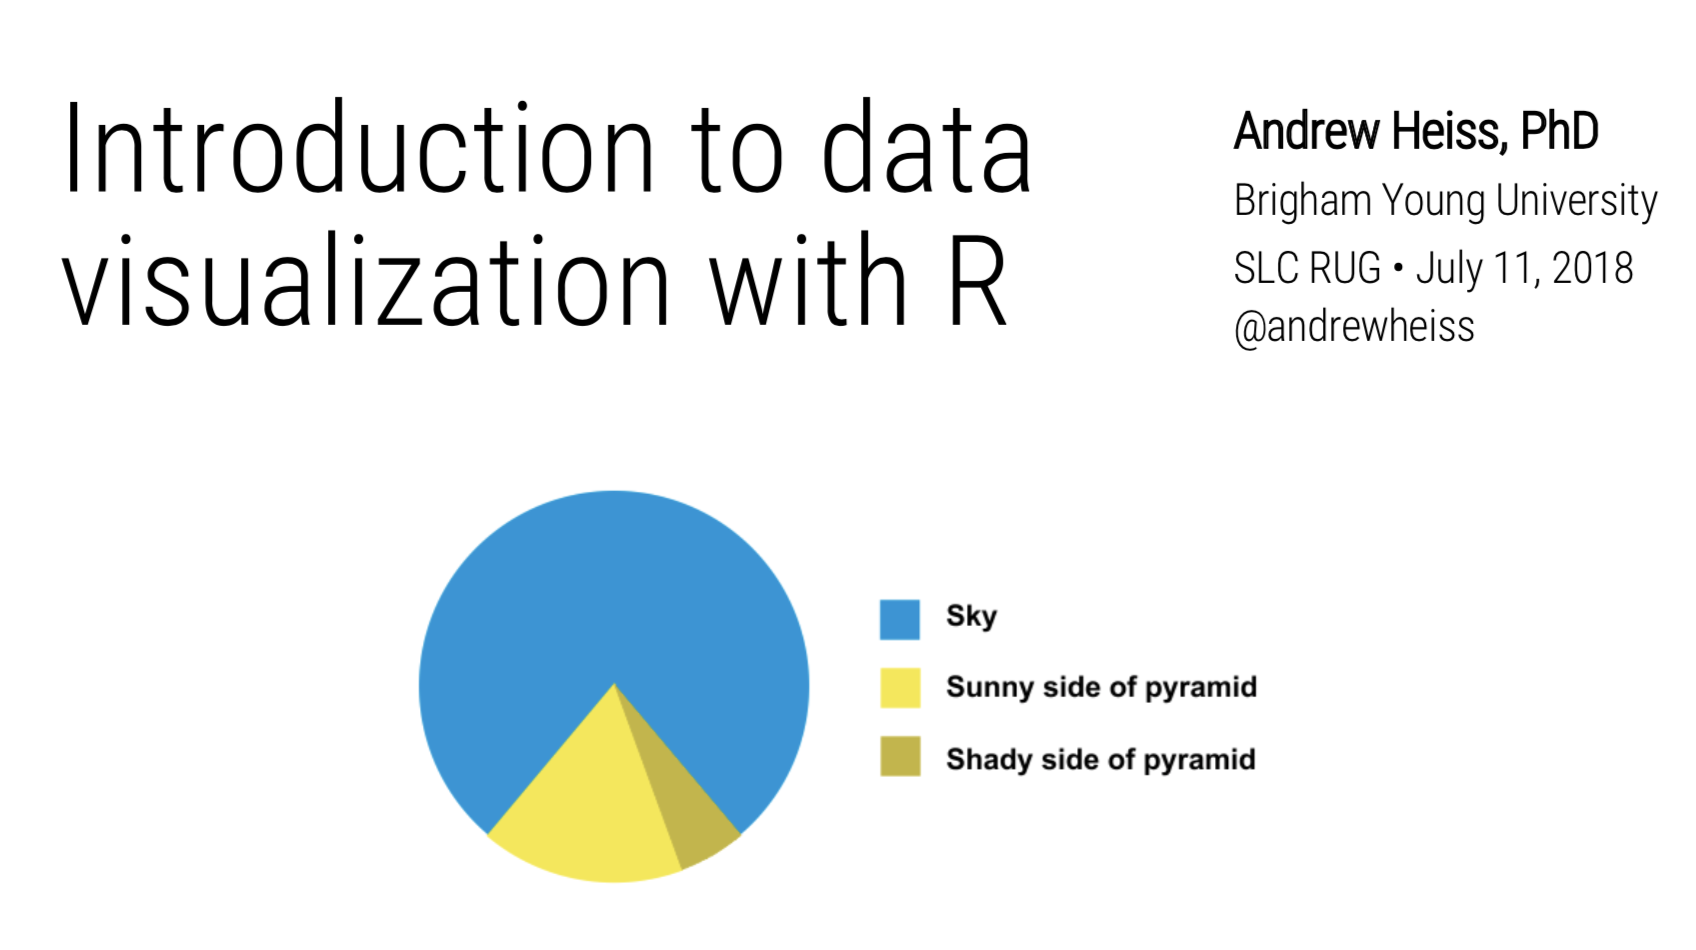 Introduction to data
visualization with R
Andrew Heiss, PhD
Brigham Young University
SLC RUG • July 11, 2018
@andrewheiss
Sky
Sunny side of pyramid
Shady side of pyramid